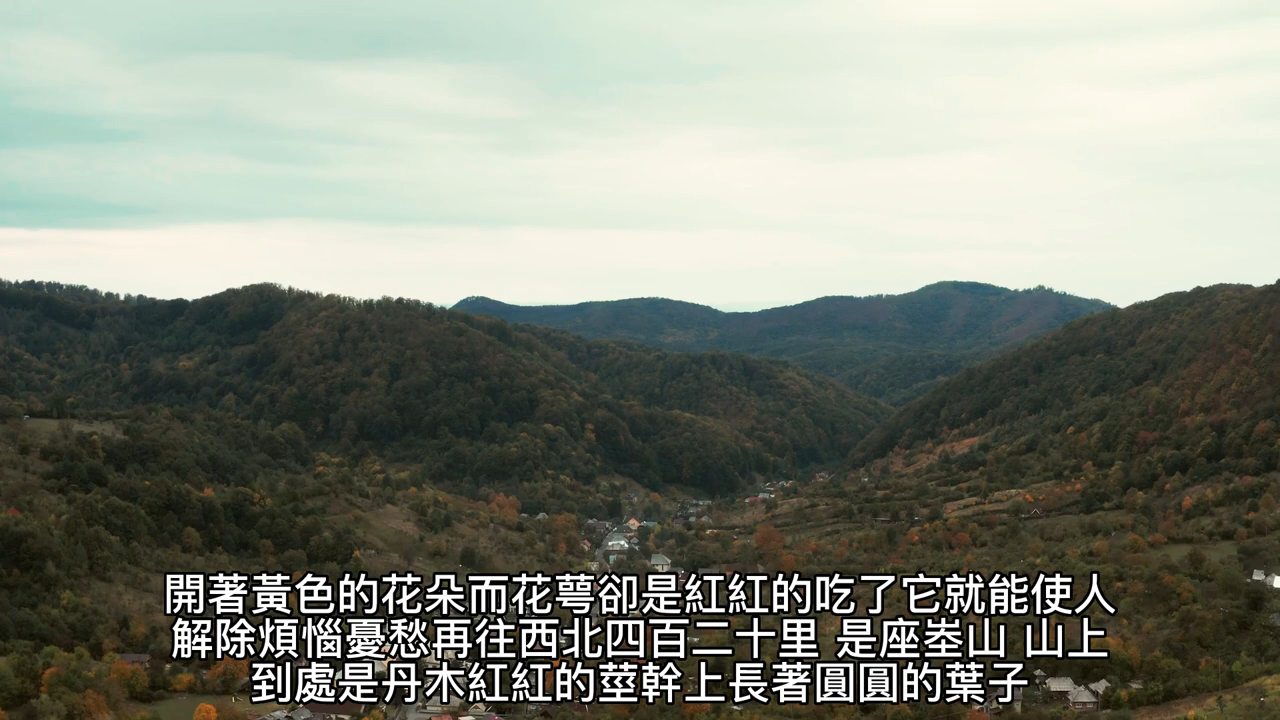 開著黃色的花朵而花萼卻是紅紅的吃了它就能使人
解除煩惱憂愁再往西北四百二十里 是座峚山 山上
到處是丹木紅紅的莖幹上長著圓圓的葉子